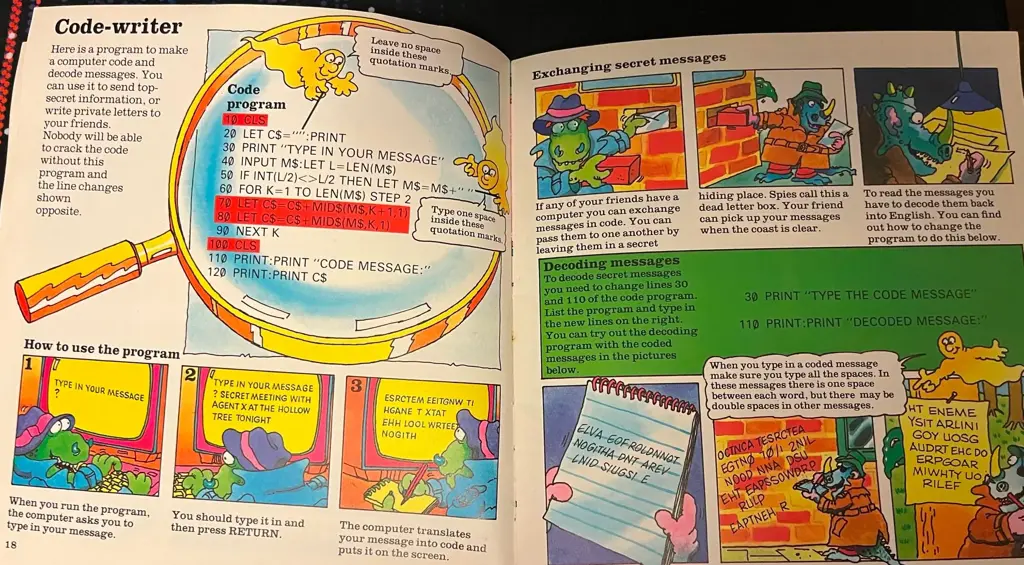 Code-writer
Here is a program to make
a computer code and
decode messages. You
can use it to send top-
secret information, or
write private letters to
your friends.
Nobody will be able
to crack the code
without this
program and
the line changes
shown
opposite.
Leave no space
inside these
quotation marks.
Code
program
10 CLS
20 LET C$="":PRINT
30 PRINT "TYPE IN YOUR MESSAGE"
40 INPUT M$:LET L=LEN(M$)
50 IF INT(L/2)<>L/2 THEN LET M$=M$+" "
60 FOR K=1 TO LEN(M$) STEP 2
70 LET C$=C$+MID$(M$,K+1,1)
80 LET C$=C$+MID$(M$,K,1)
90 NEXT K
100 CLS
110 PRINT:PRINT "CODE MESSAGE:"
120 PRINT:PRINT C$
Type one space
inside these
quotation marks.
How to use the program
1
TYPE IN YOUR MESSAGE
?
When you run the program,
the computer asks you to
type in your message.
2
TYPE IN YOUR MESSAGE
? SECRET MEETING WITH
AGENT X AT THE HOLLOW
TREE TONIGHT
You should type it in and
then press RETURN.
3
ESRCTEM EEITGNW TI
HGANE T XTAT
EHH LOOL WRTEE
NOGITH
The computer translates
your message into code and
puts it on the screen.
18
Exchanging secret messages
If any of your friends have a
computer you can exchange
messages in code. You can
pass them to one another by
leaving them in a secret
hiding place. Spies call this a
dead letter box. Your friend
can pick up your messages
when the coast is clear.
To read the messages you
have to decode them back
into English. You can find
out how to change the
program to do this below.
Decoding messages
To decode secret messages
you need to change lines 30
and 110 of the code program.
List the program and type in
the new lines on the right.
You can try out the decoding
program with the coded
messages in the pictures
below.
30 PRINT "TYPE THE CODE MESSAGE"
110 PRINT:PRINT "DECODED MESSAGE:"
When you type in a coded message
make sure you type all the spaces. In
these messages there is one space
between each word, but there may be
double spaces in other messages.
ELVA EOFROLDNNOT
NOGITHA DNT AREV
LNID SIUGSI E
OCTNCA TESRCTEA
EGTN0 101 2NIL
NOOD NNA DSU
EHT EARSSOWDRP
RULP
EAPTNEH R
HT ENEME
YSIT ARLINI
GOY UOSG
AUDRT EHC DO
ERPGOAR
MIWHTY UO
RILEF